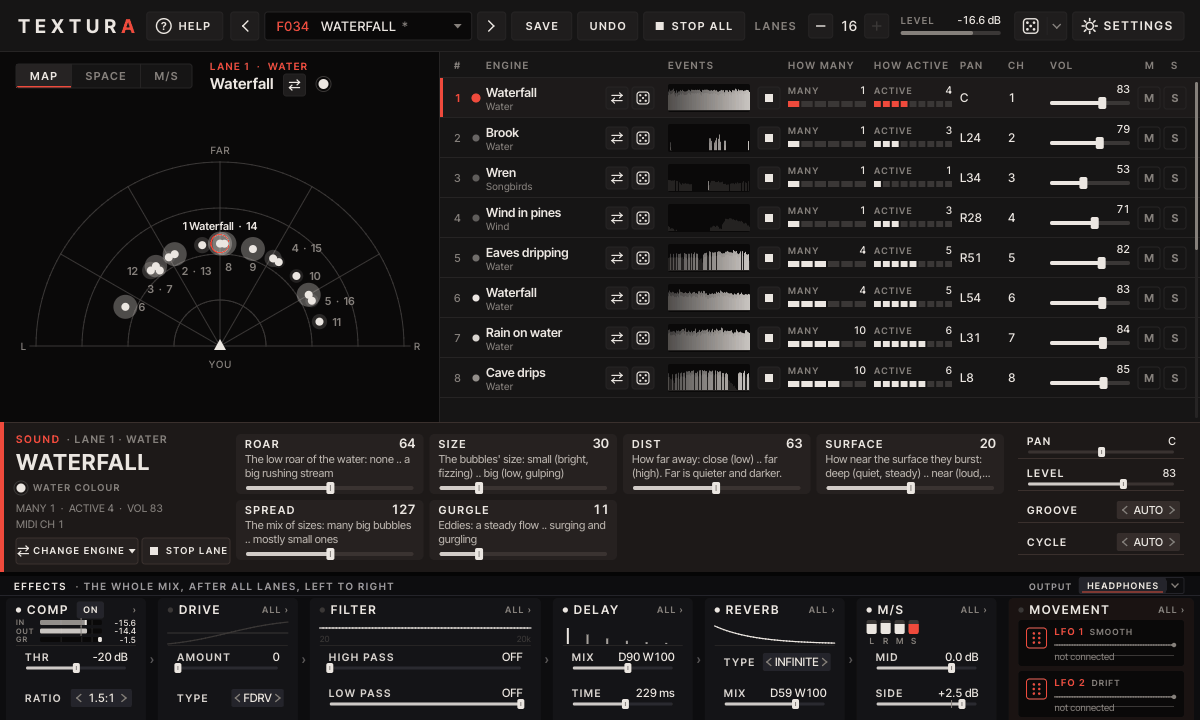 TEXTURA
HELP
F034 WATERFALL *
SAVE
UNDO
STOP ALL
LANES
16
LEVEL -16.6 dB
SETTINGS
MAP SPACE M/S
LANE 1 · WATER
Waterfall
FAR
1 Waterfall · 14
4 · 15
12
2 · 13
8
9
10
3 · 7
6
5 · 16
11
L
R
YOU
# ENGINE EVENTS HOW MANY HOW ACTIVE PAN CH VOL M S
1 Waterfall MANY 1 ACTIVE 4 C 1 83 M S
Water
2 Brook MANY 1 ACTIVE 3 L24 2 79 M S
Water
3 Wren MANY 1 ACTIVE 1 L34 3 53 M S
Songbirds
4 Wind in pines MANY 1 ACTIVE 3 R28 4 71 M S
Wind
5 Eaves dripping MANY 4 ACTIVE 5 R51 5 82 M S
Water
6 Waterfall MANY 4 ACTIVE 5 L54 6 83 M S
Water
7 Rain on water MANY 10 ACTIVE 6 L31 7 84 M S
Water
8 Cave drips MANY 10 ACTIVE 6 L8 8 85 M S
Water
SOUND · LANE 1 · WATER
WATERFALL
WATER COLOUR
MANY 1 · ACTIVE 4 · VOL 83
MIDI CH 1
CHANGE ENGINE
STOP LANE
ROAR 64
The low roar of the water: none .. a
big rushing stream
SIZE 30
The bubbles' size: small (bright,
fizzing) .. big (low, gulping)
DIST 63
How far away: close (low) .. far
(high). Far is quieter and darker.
SURFACE 20
How near the surface they burst:
deep (quiet, steady) .. near (loud,...
SPREAD 127
The mix of sizes: many big bubbles
.. mostly small ones
GURGLE 11
Eddies: a steady flow .. surging and
gurgling
PAN C
LEVEL 83
GROOVE < AUTO >
CYCLE < AUTO >
EFFECTS · THE WHOLE MIX, AFTER ALL LANES, LEFT TO RIGHT
OUTPUT HEADPHONES
COMP ON ›
IN -15.6
OUT -14.4
GR -1.5
THR -20 dB
RATIO < 1.5:1 >
DRIVE ALL ›
AMOUNT 0
TYPE < FDRV >
FILTER ALL ›
20 20k
HIGH PASS OFF
LOW PASS OFF
DELAY ALL ›
MIX D90 W100
TIME 229 ms
REVERB ALL ›
TYPE < INFINITE >
MIX D59 W100
M/S ALL ›
L R M S
MID 0.0 dB
SIDE +2.5 dB
MOVEMENT ALL ›
LFO 1 SMOOTH
not connected
LFO 2 DRIFT
not connected